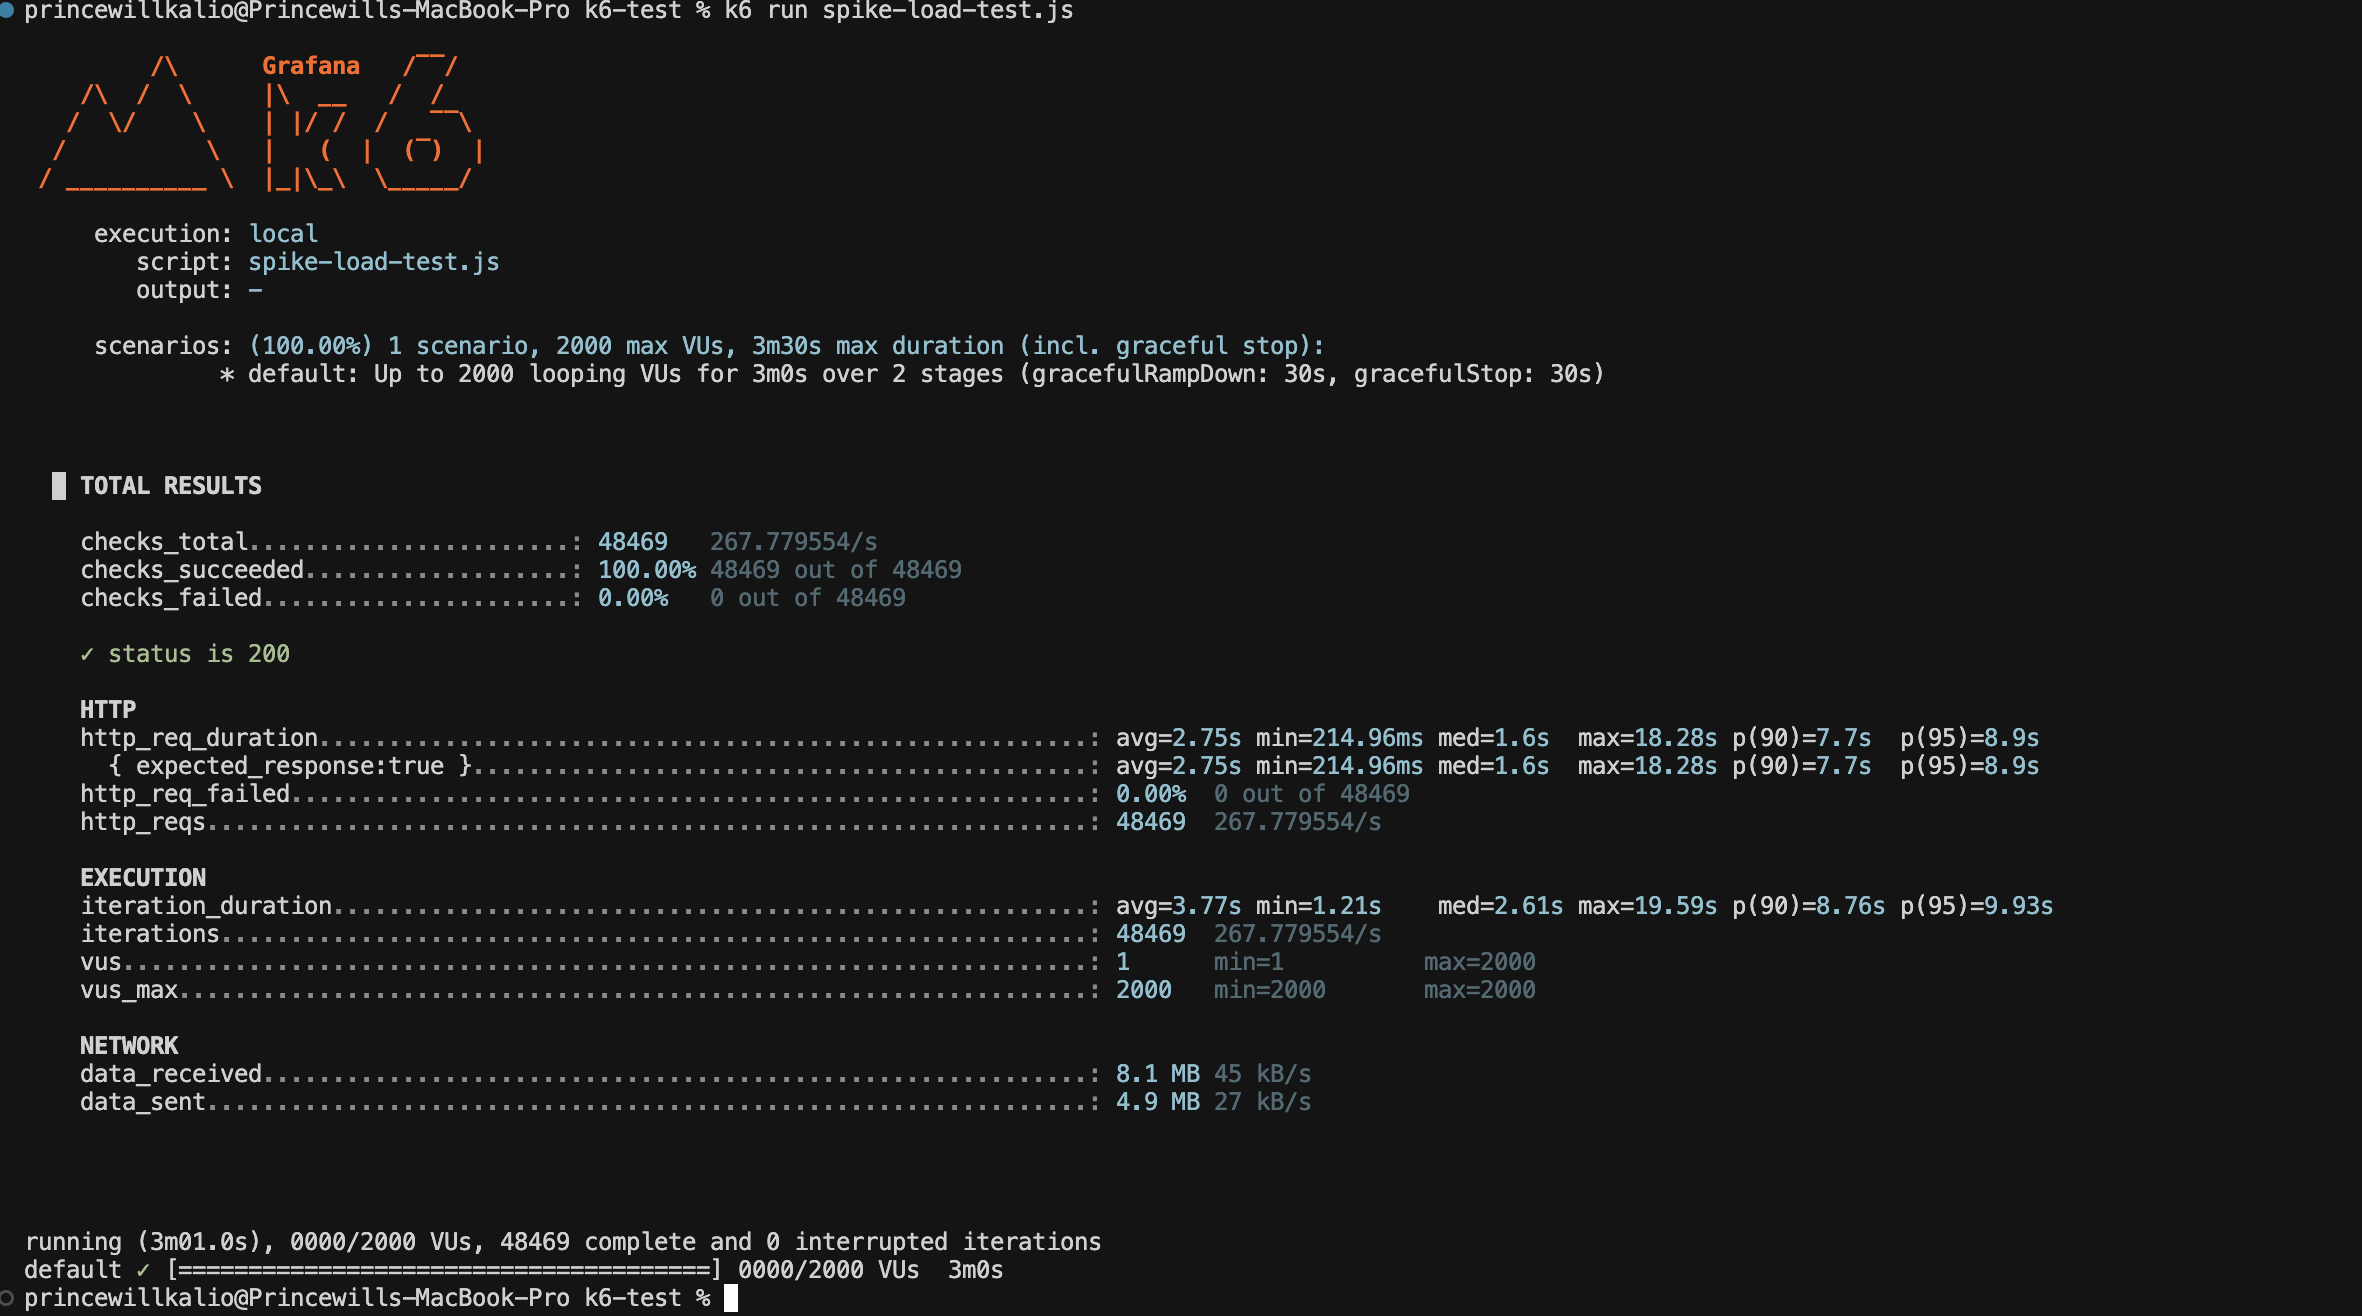 princewillkalio@Princewills-MacBook-Pro k6-test % k6 run spike-load-test.js
Grafana
k6
execution: local
script: spike-load-test.js
output: -
scenarios: (100.00%) 1 scenario, 2000 max VUs, 3m30s max duration (incl. graceful stop):
* default: Up to 2000 looping VUs for 3m0s over 2 stages (gracefulRampDown: 30s, gracefulStop: 30s)
█ TOTAL RESULTS
checks_total.......................: 48469   267.779554/s
checks_succeeded...................: 100.00% 48469 out of 48469
checks_failed......................: 0.00%   0 out of 48469
✓ status is 200
HTTP
http_req_duration.......................................................: avg=2.75s min=214.96ms med=1.6s  max=18.28s p(90)=7.7s  p(95)=8.9s
{ expected_response:true }............................................: avg=2.75s min=214.96ms med=1.6s  max=18.28s p(90)=7.7s  p(95)=8.9s
http_req_failed.........................................................: 0.00%  0 out of 48469
http_reqs...............................................................: 48469  267.779554/s
EXECUTION
iteration_duration......................................................: avg=3.77s min=1.21s    med=2.61s max=19.59s p(90)=8.76s p(95)=9.93s
iterations..............................................................: 48469  267.779554/s
vus.....................................................................: 1      min=1          max=2000
vus_max.................................................................: 2000   min=2000       max=2000
NETWORK
data_received...........................................................: 8.1 MB 45 kB/s
data_sent...............................................................: 4.9 MB 27 kB/s
running (3m01.0s), 0000/2000 VUs, 48469 complete and 0 interrupted iterations
default ✓ [======================================] 0000/2000 VUs  3m0s
princewillkalio@Princewills-MacBook-Pro k6-test %